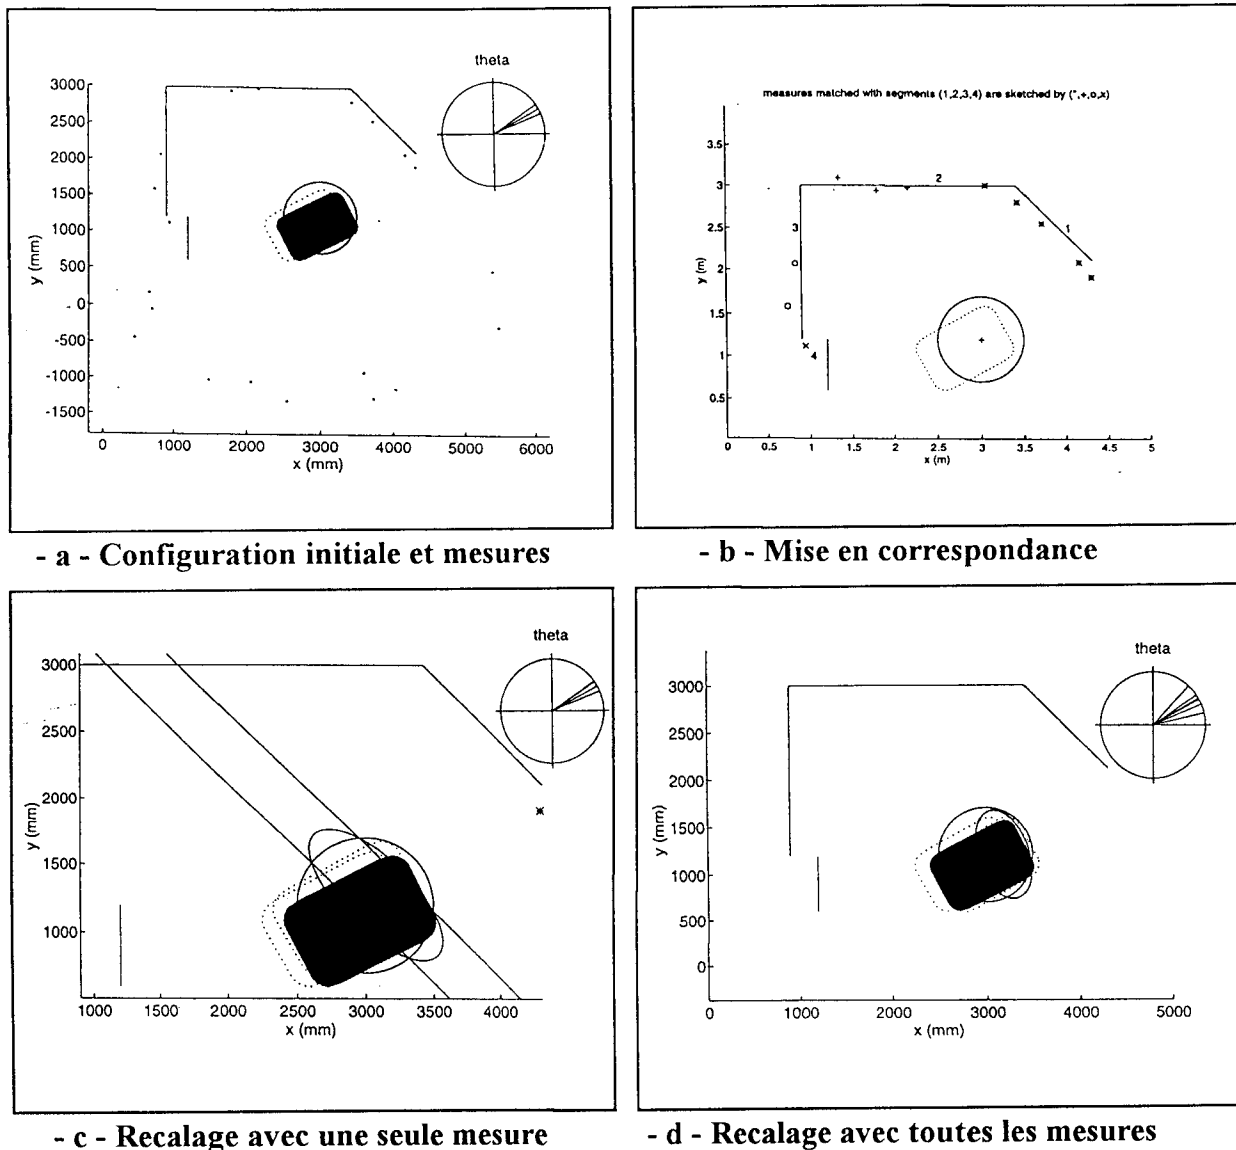 theta
3000
2500
2000
1500
1000
500
0
-500
-1000
-1500
y (mm)
0 1000 2000 3000 4000 5000 6000
x (mm)
- a - Configuration initiale et mesures
measures matched with segments (1,2,3,4) are sketched by (*,+,o,x)
3.5
3
2.5
2
1.5
1
0.5
y (m)
2
1
3
4
0 0.5 1 1.5 2 2.5 3 3.5 4 4.5 5
x (m)
- b - Mise en correspondance
theta
3000
2500
2000
1500
1000
y (mm)
1000 1500 2000 2500 3000 3500 4000
x (mm)
- c - Recalage avec une seule mesure
theta
3000
2500
2000
1500
1000
500
0
y (mm)
0 1000 2000 3000 4000 5000
x (mm)
- d - Recalage avec toutes les mesures